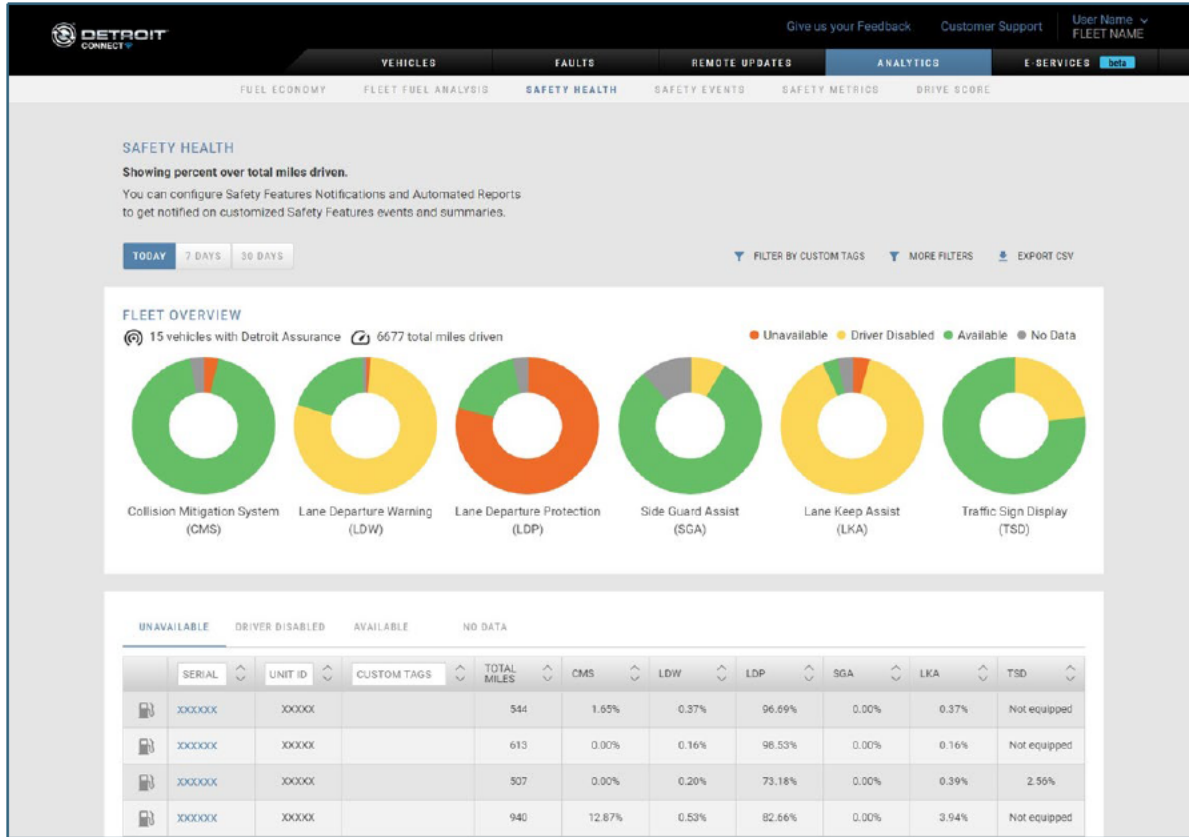 Give us your Feedback Customer Support User Name
DETROIT
CONNECT
FLEET NAME
VEHICLES FAULTS REMOTE UPDATES ANALYTICS E-SERVICES beta
FUEL ECONOMY FLEET FUEL ANALYSIS SAFETY HEALTH SAFETY EVENTS SAFETY METRICS DRIVE SCORE
SAFETY HEALTH
Showing percent over total miles driven.
You can configure Safety Features Notifications and Automated Reports
to get notified on customized Safety Features events and summaries.
TODAY 7 DAYS 30 DAYS FILTER BY CUSTOM TAGS MORE FILTERS EXPORT CSV
FLEET OVERVIEW
15 vehicles with Detroit Assurance 6677 total miles driven Unavailable Driver Disabled Available No Data
Collision Mitigation System Lane Departure Warning Lane Departure Protection Side Guard Assist Lane Keep Assist Traffic Sign Display
(CMS) (LDW) (LDP) (SGA) (LKA) (TSD)
UNAVAILABLE DRIVER DISABLED AVAILABLE NO DATA
SERIAL UNIT ID CUSTOM TAGS TOTAL MILES CMS LDW LDP SGA LKA TSD
XXXXXX XXXXX 544 1.65% 0.37% 96.69% 0.00% 0.37% Not equipped
XXXXXX XXXXX 613 0.00% 0.16% 98.53% 0.00% 0.16% Not equipped
XXXXXX XXXXX 507 0.00% 0.20% 73.18% 0.00% 0.39% 2.56%
XXXXXX XXXXX 940 12.87% 0.53% 82.66% 0.00% 3.94% Not equipped